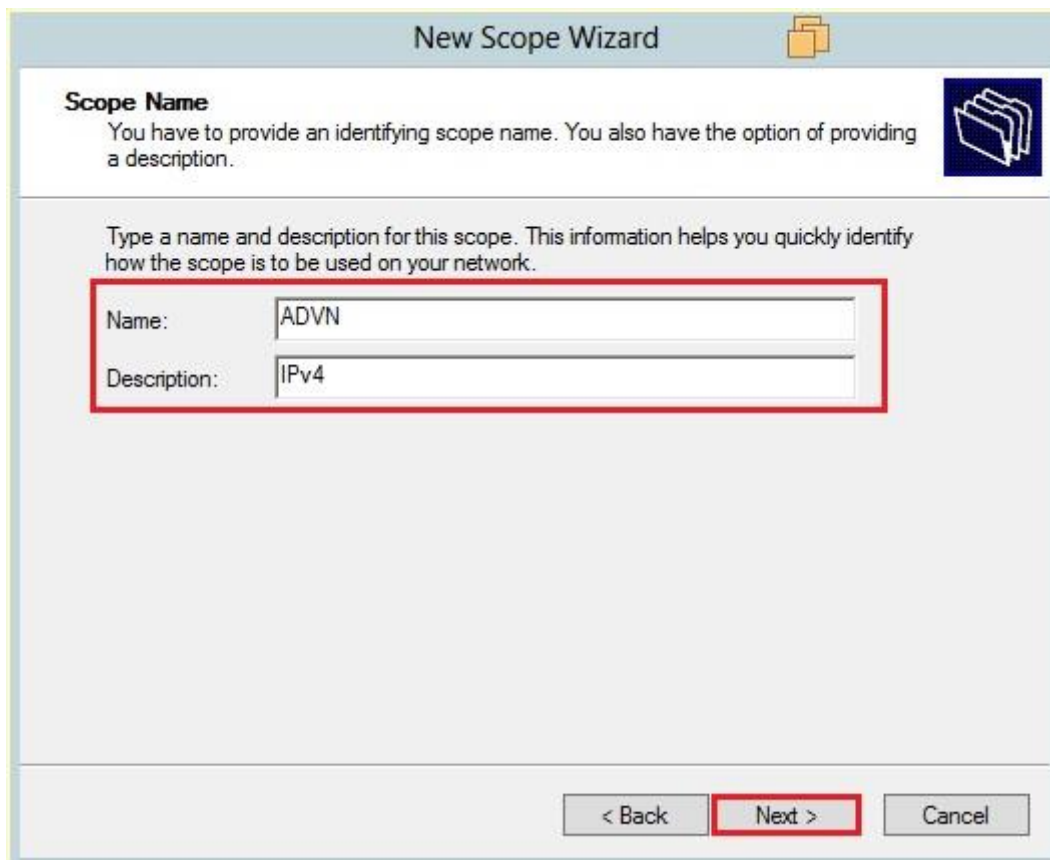 New Scope Wizard
Scope Name
You have to provide an identifying scope name. You also have the option of providing
a description.
Type a name and description for this scope. This information helps you quickly identify
how the scope is to be used on your network.
Name: ADVN
Description: IPv4
< Back Next > Cancel